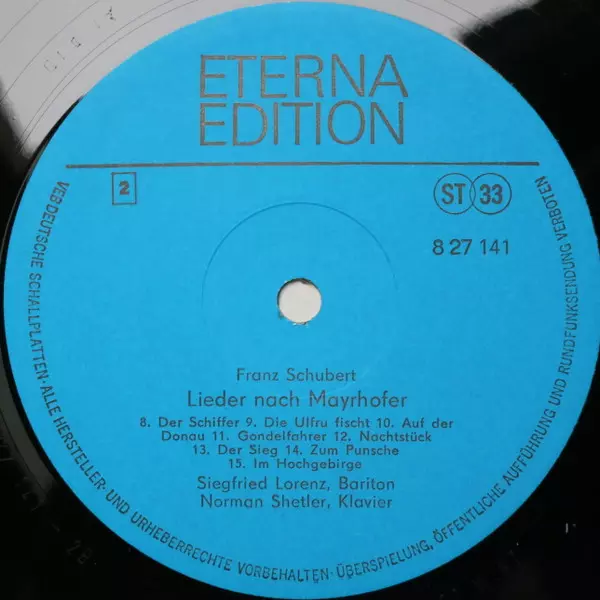 ETERNA
EDITION
2
ST 33
8 27 141
Franz Schubert
Lieder nach Mayrhofer
8. Der Schiffer 9. Die Ulfru fischt 10. Auf der
Donau 11. Gondelfahrer 12. Nachtstück
13. Der Sieg 14. Zum Punsche
15. Im Hochgebirge
Siegfried Lorenz, Bariton
Norman Shetler, Klavier
VEB DEUTSCHE SCHALLPLATTEN · ALLE HERSTELLER- UND URHEBERRECHTE VORBEHALTEN · ÜBERSPIELUNG, ÖFFENTLICHE AUFFÜHRUNG UND RUNDFUNKSENDUNG VERBOTEN